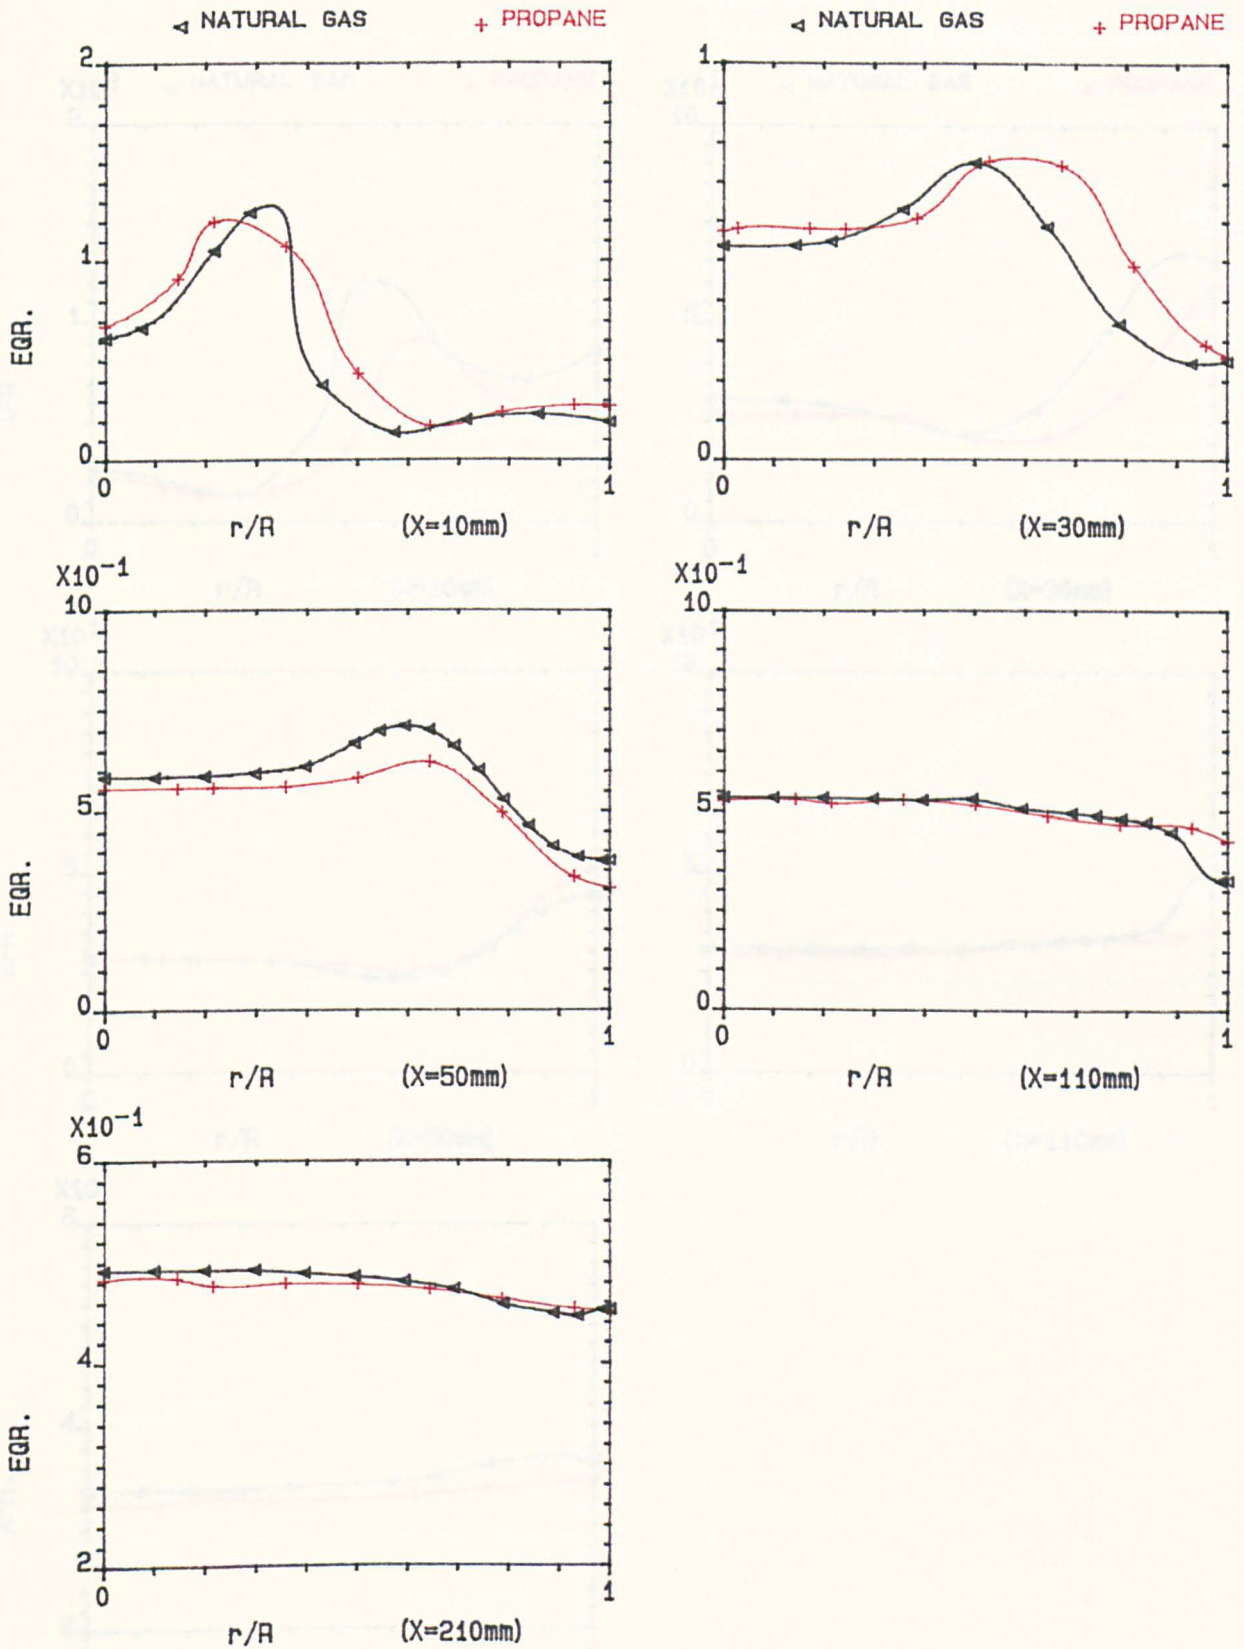 NATURAL GAS PROPANE
2
1
0
EQR.
0 1
r/R (X=10mm)
NATURAL GAS PROPANE
1
0
0 1
r/R (X=30mm)
X10⁻¹
10
5
0
EQR.
0 1
r/R (X=50mm)
X10⁻¹
10
5
0
0 1
r/R (X=110mm)
X10⁻¹
6
4
2
EQR.
0 1
r/R (X=210mm)